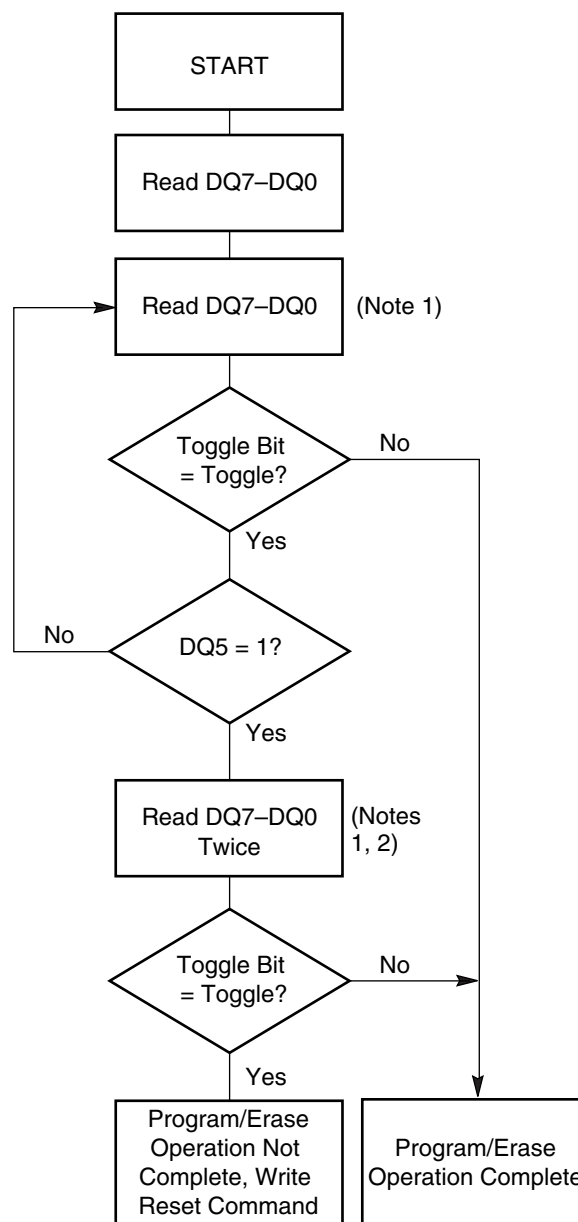 START
Read DQ7–DQ0
Read DQ7–DQ0 (Note 1)
Toggle Bit
= Toggle?
No
Yes
No
DQ5 = 1?
Yes
Read DQ7–DQ0
Twice
(Notes
1, 2)
Toggle Bit
= Toggle?
No
Yes
Program/Erase
Operation Not
Complete, Write
Reset Command
Program/Erase
Operation Complete